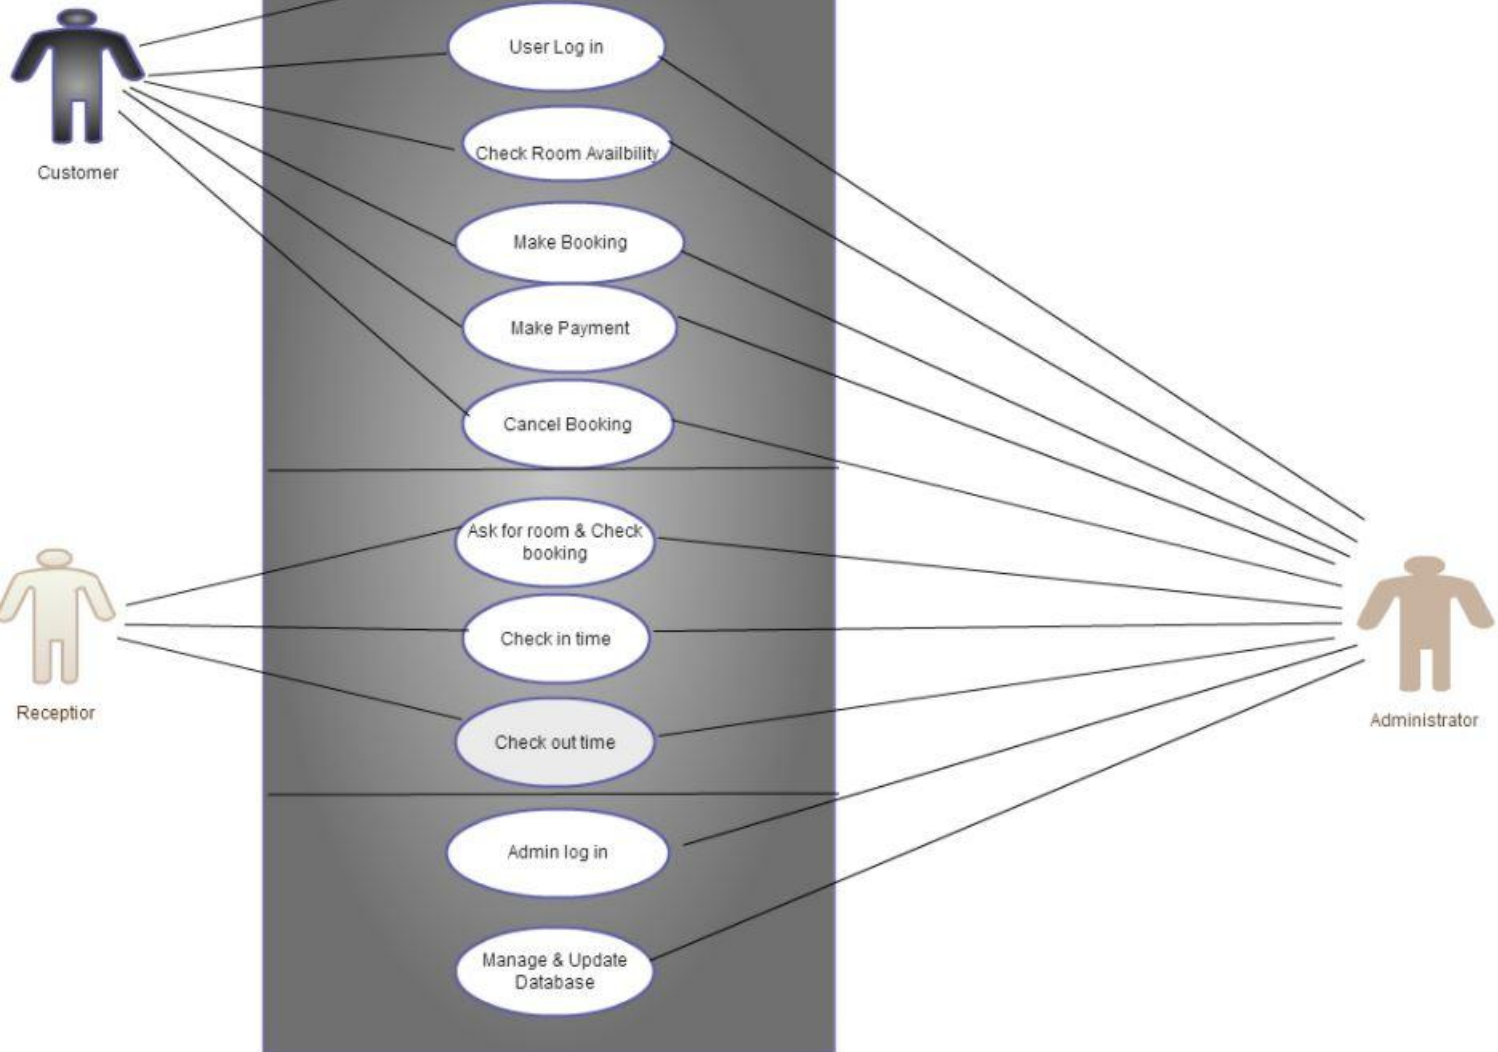 User Log in
Check Room Availbility
Customer
Make Booking
Make Payment
Cancel Booking
Ask for room & Check
booking
Check in time
Receptior
Administrator
Check out time
Admin log in
Manage & Update
Database